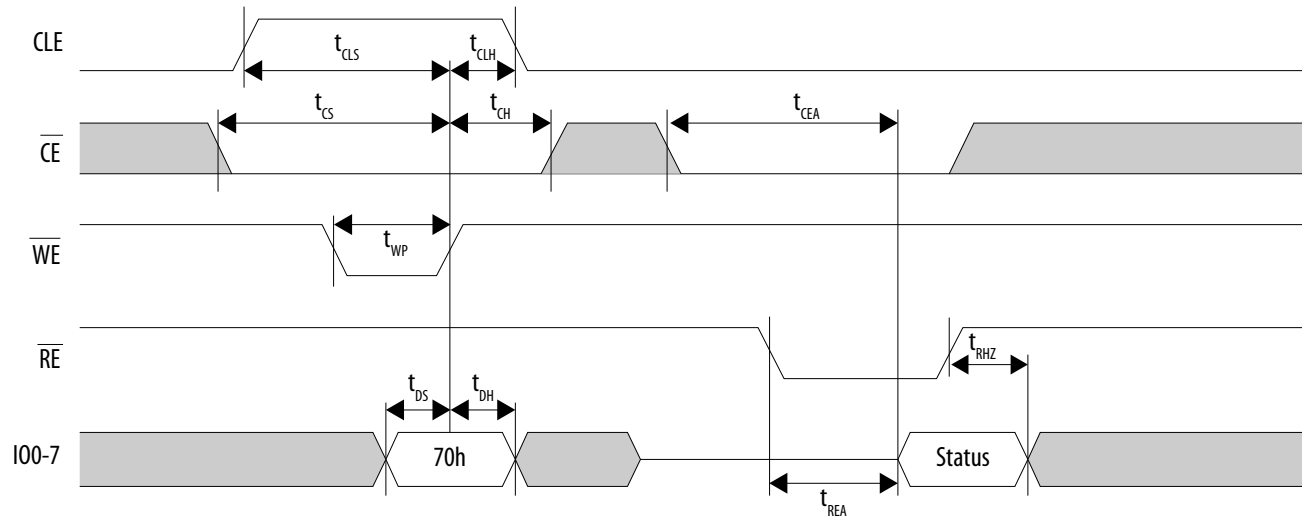 CLE
tCLS
tCLH
tCS
tCH
tCEA
CE
tWP
WE
RE
tRHZ
tDS
tDH
IO0-7
70h
Status
tREA